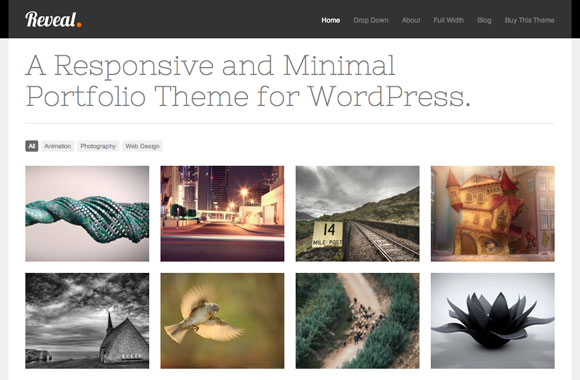 Reveal.
Home Drop Down About Full Width Blog Buy This Theme
A Responsive and Minimal
Portfolio Theme for WordPress.
All Animation Photography Web Design
14
MILE POST